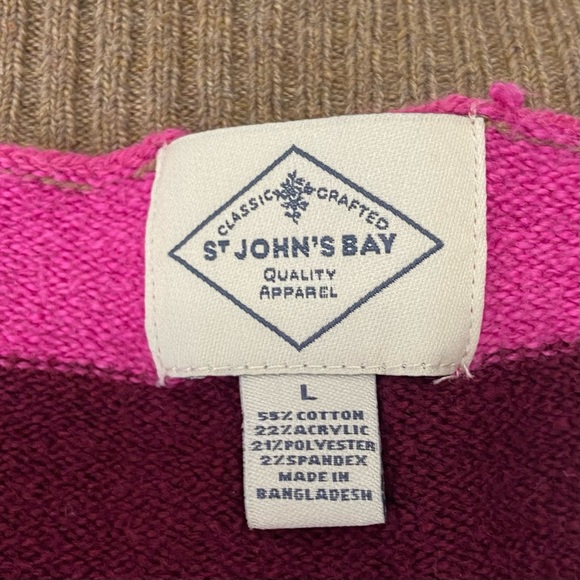 CLASSIC CRAFTED
ST JOHN'S BAY
QUALITY
APPAREL
L
55% COTTON
22% ACRYLIC
21% POLYESTER
2% SPANDEX
MADE IN
BANGLADESH